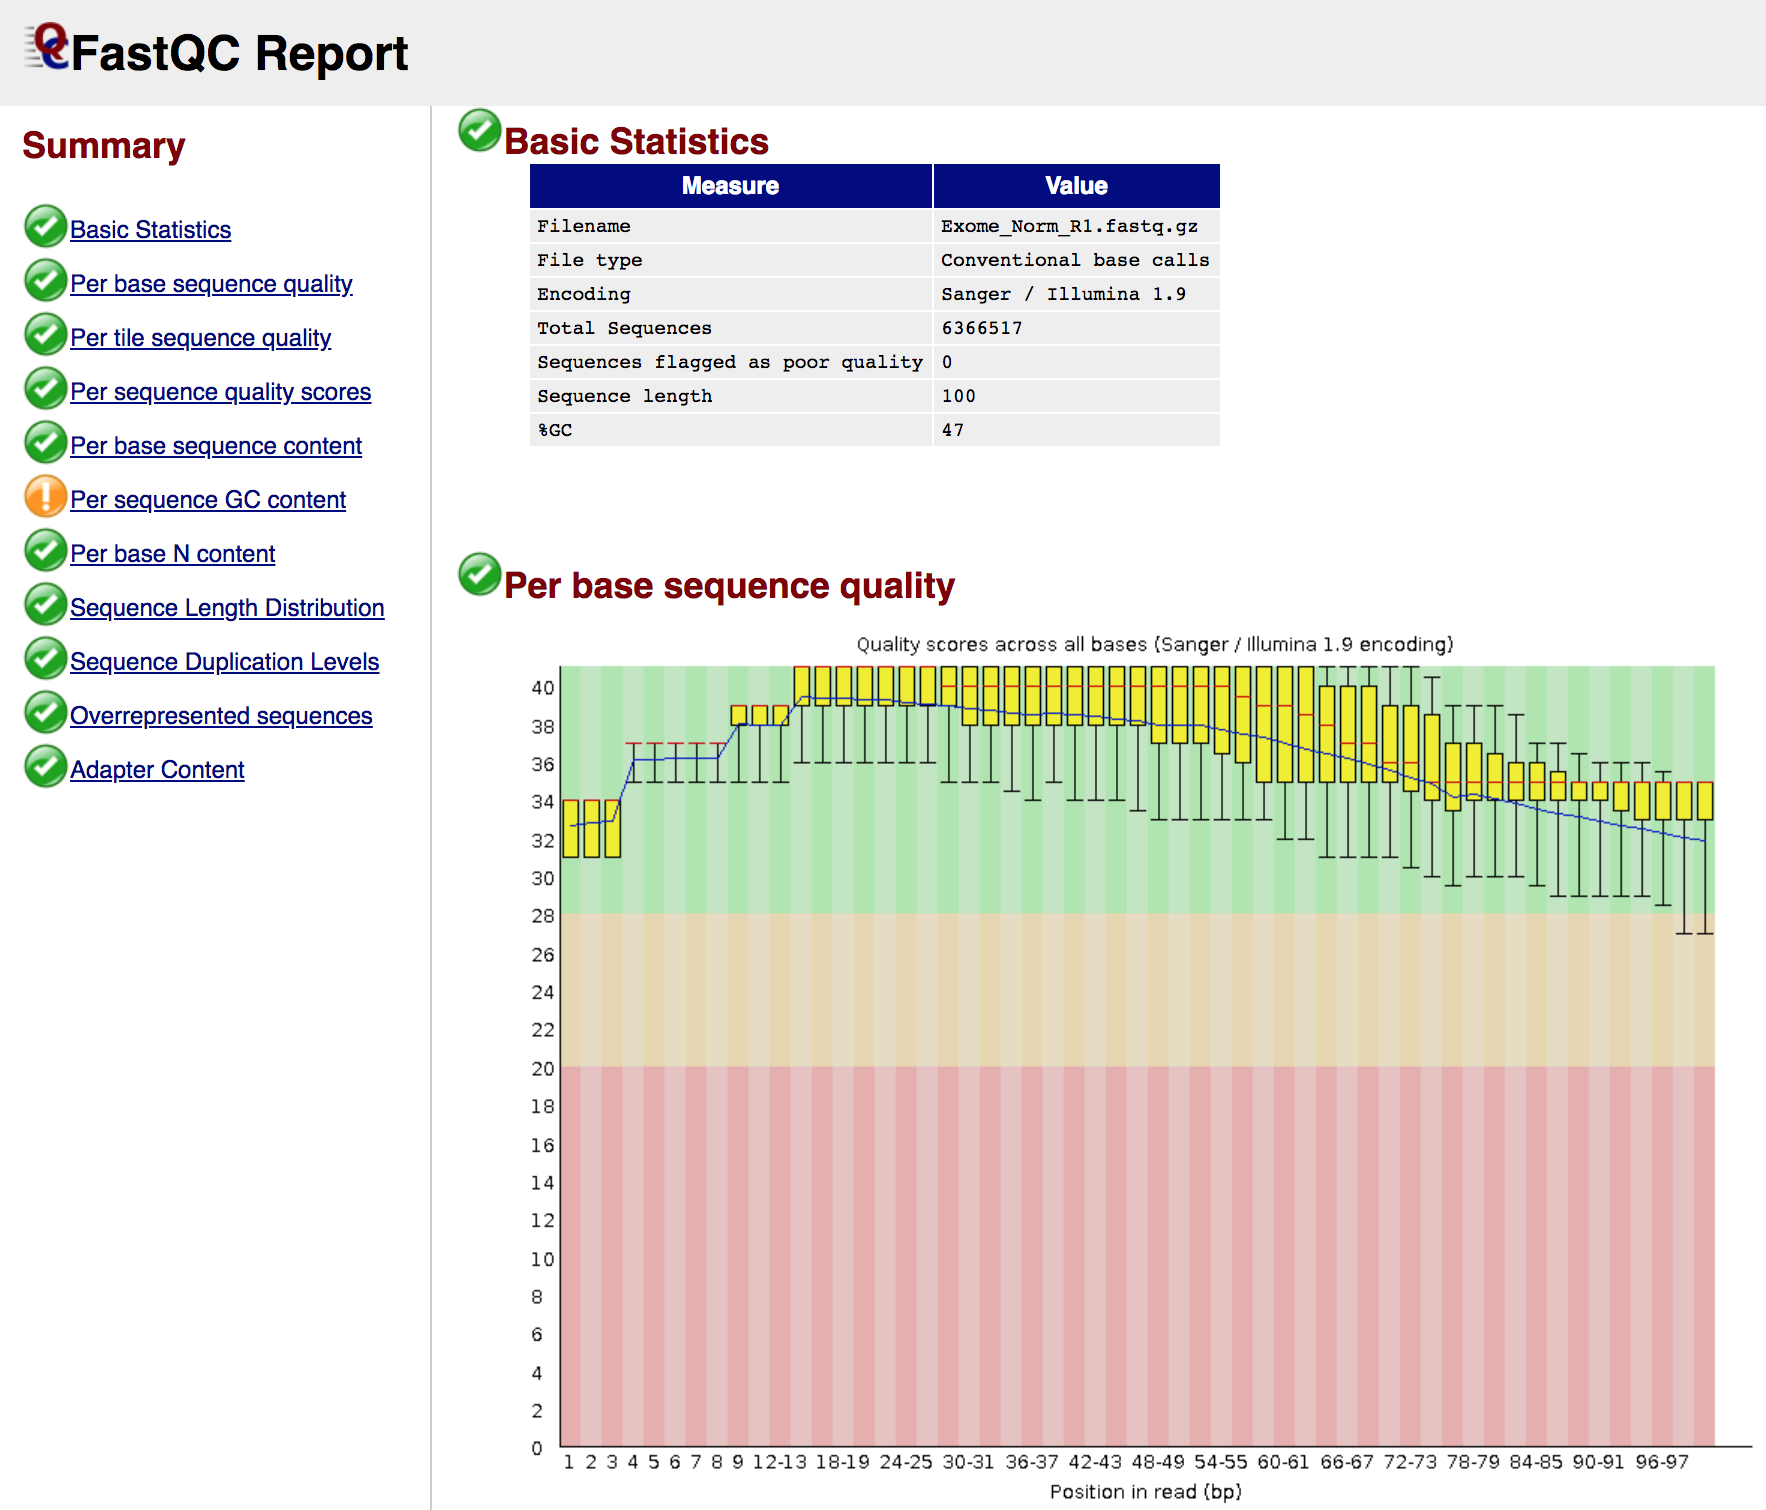 FastQC Report
Summary
Basic Statistics
Per base sequence quality
Per tile sequence quality
Per sequence quality scores
Per base sequence content
Per sequence GC content
Per base N content
Sequence Length Distribution
Sequence Duplication Levels
Overrepresented sequences
Adapter Content
Basic Statistics
Measure Value
Filename Exome_Norm_R1.fastq.gz
File type Conventional base calls
Encoding Sanger / Illumina 1.9
Total Sequences 6366517
Sequences flagged as poor quality 0
Sequence length 100
%GC 47
Per base sequence quality
Quality scores across all bases (Sanger / Illumina 1.9 encoding)
40
38
36
34
32
30
28
26
24
22
20
18
16
14
12
10
8
6
4
2
0
1 2 3 4 5 6 7 8 9 12-13 18-19 24-25 30-31 36-37 42-43 48-49 54-55 60-61 66-67 72-73 78-79 84-85 90-91 96-97
Position in read (bp)